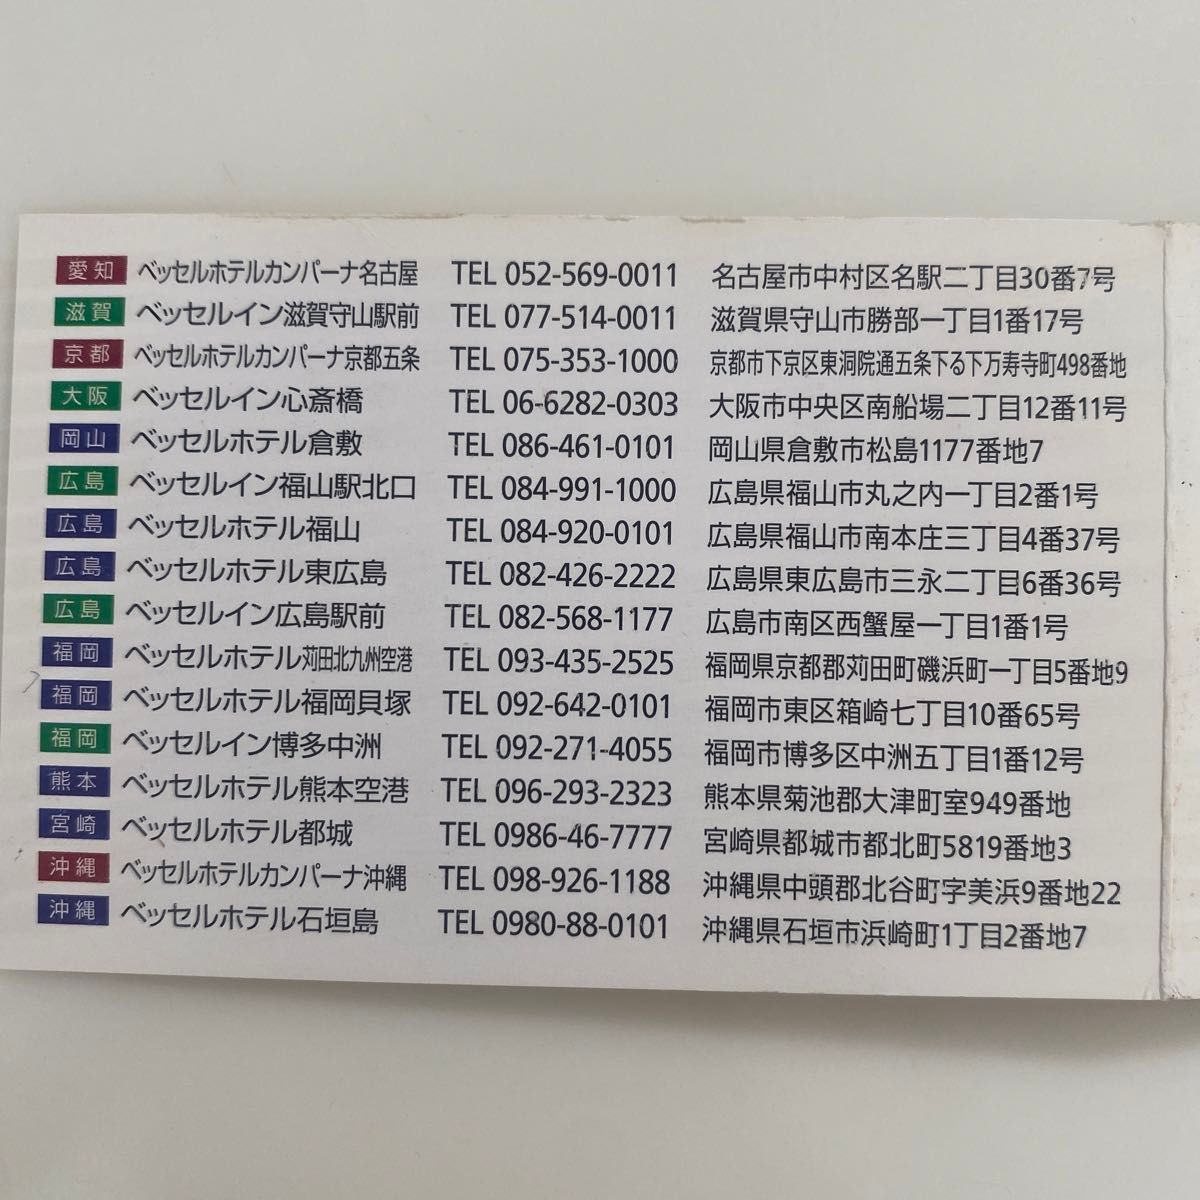 愛知 ベッセルホテルカンパーナ名古屋 TEL 052-569-0011 名古屋市中村区名駅二丁目30番7号
滋賀 ベッセルイン滋賀守山駅前 TEL 077-514-0011 滋賀県守山市勝部一丁目1番17号
京都 ベッセルホテルカンパーナ京都五条 TEL 075-353-1000 京都市下京区東洞院通五条下る下万寿寺町498番地
大阪 ベッセルイン心斎橋 TEL 06-6282-0303 大阪市中央区南船場二丁目12番11号
岡山 ベッセルホテル倉敷 TEL 086-461-0101 岡山県倉敷市松島1177番地7
広島 ベッセルイン福山駅北口 TEL 084-991-1000 広島県福山市丸之内一丁目2番1号
広島 ベッセルホテル福山 TEL 084-920-0101 広島県福山市南本庄三丁目4番37号
広島 ベッセルホテル東広島 TEL 082-426-2222 広島県東広島市三永二丁目6番36号
広島 ベッセルイン広島駅前 TEL 082-568-1177 広島市南区西蟹屋一丁目1番1号
福岡 ベッセルホテル苅田北九州空港 TEL 093-435-2525 福岡県京都郡苅田町磯浜町一丁目5番地9
福岡 ベッセルホテル福岡貝塚 TEL 092-642-0101 福岡市東区箱崎七丁目10番65号
福岡 ベッセルイン博多中洲 TEL 092-271-4055 福岡市博多区中洲五丁目1番12号
熊本 ベッセルホテル熊本空港 TEL 096-293-2323 熊本県菊池郡大津町室949番地
宮崎 ベッセルホテル都城 TEL 0986-46-7777 宮崎県都城市都北町5819番地3
沖縄 ベッセルホテルカンパーナ沖縄 TEL 098-926-1188 沖縄県中頭郡北谷町字美浜9番地22
沖縄 ベッセルホテル石垣島 TEL 0980-88-0101 沖縄県石垣市浜崎町1丁目2番地7